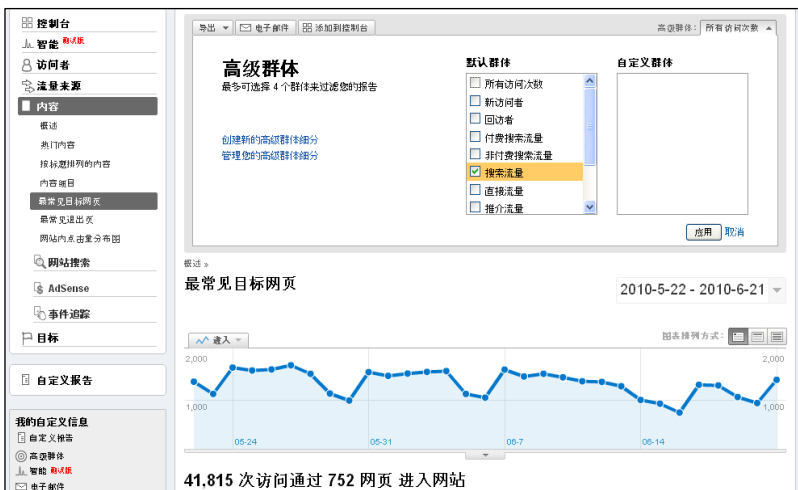 控制台
智能 测试版
访问者
流量来源
内容
概述
热门内容
按标题排列的内容
内容细目
最常见目标网页
最常见退出页
网站内点击量分布图
网站搜索
AdSense
事件追踪
目标
自定义报告
我的自定义信息
自定义报告
高级群体
智能 测试版
电子邮件
导出
电子邮件
添加到控制台
高级群体：
所有访问次数
高级群体
最多可选择 4 个群体来过滤您的报告
创建新的高级群体细分
管理您的高级群体细分
默认群体
所有访问次数
新访问者
回访者
付费搜索流量
非付费搜索流量
搜索流量
直接流量
推介流量
自定义群体
应用
取消
概述 »
最常见目标网页
2010-5-22 - 2010-6-21
进入
图表排列方式：
2,000
2,000
1,000
1,000
05-24
05-31
06-7
06-14
41,815 次访问通过 752 网页 进入网站